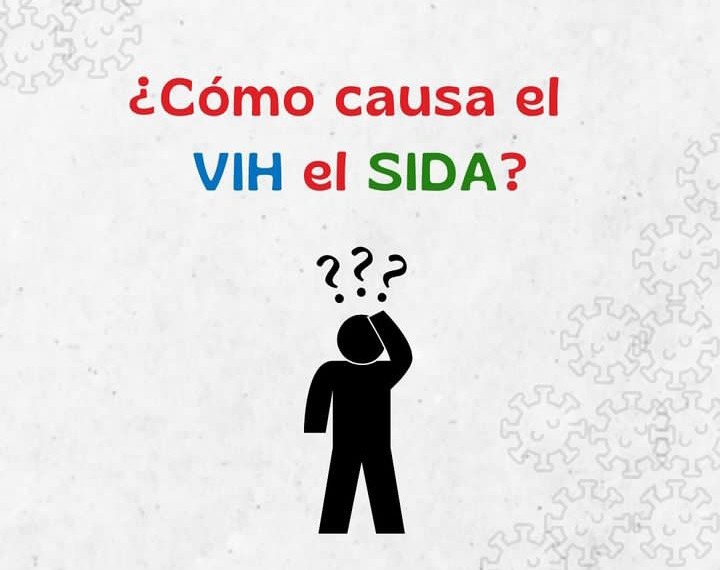 ¿Cómo causa el
VIH el SIDA?
???